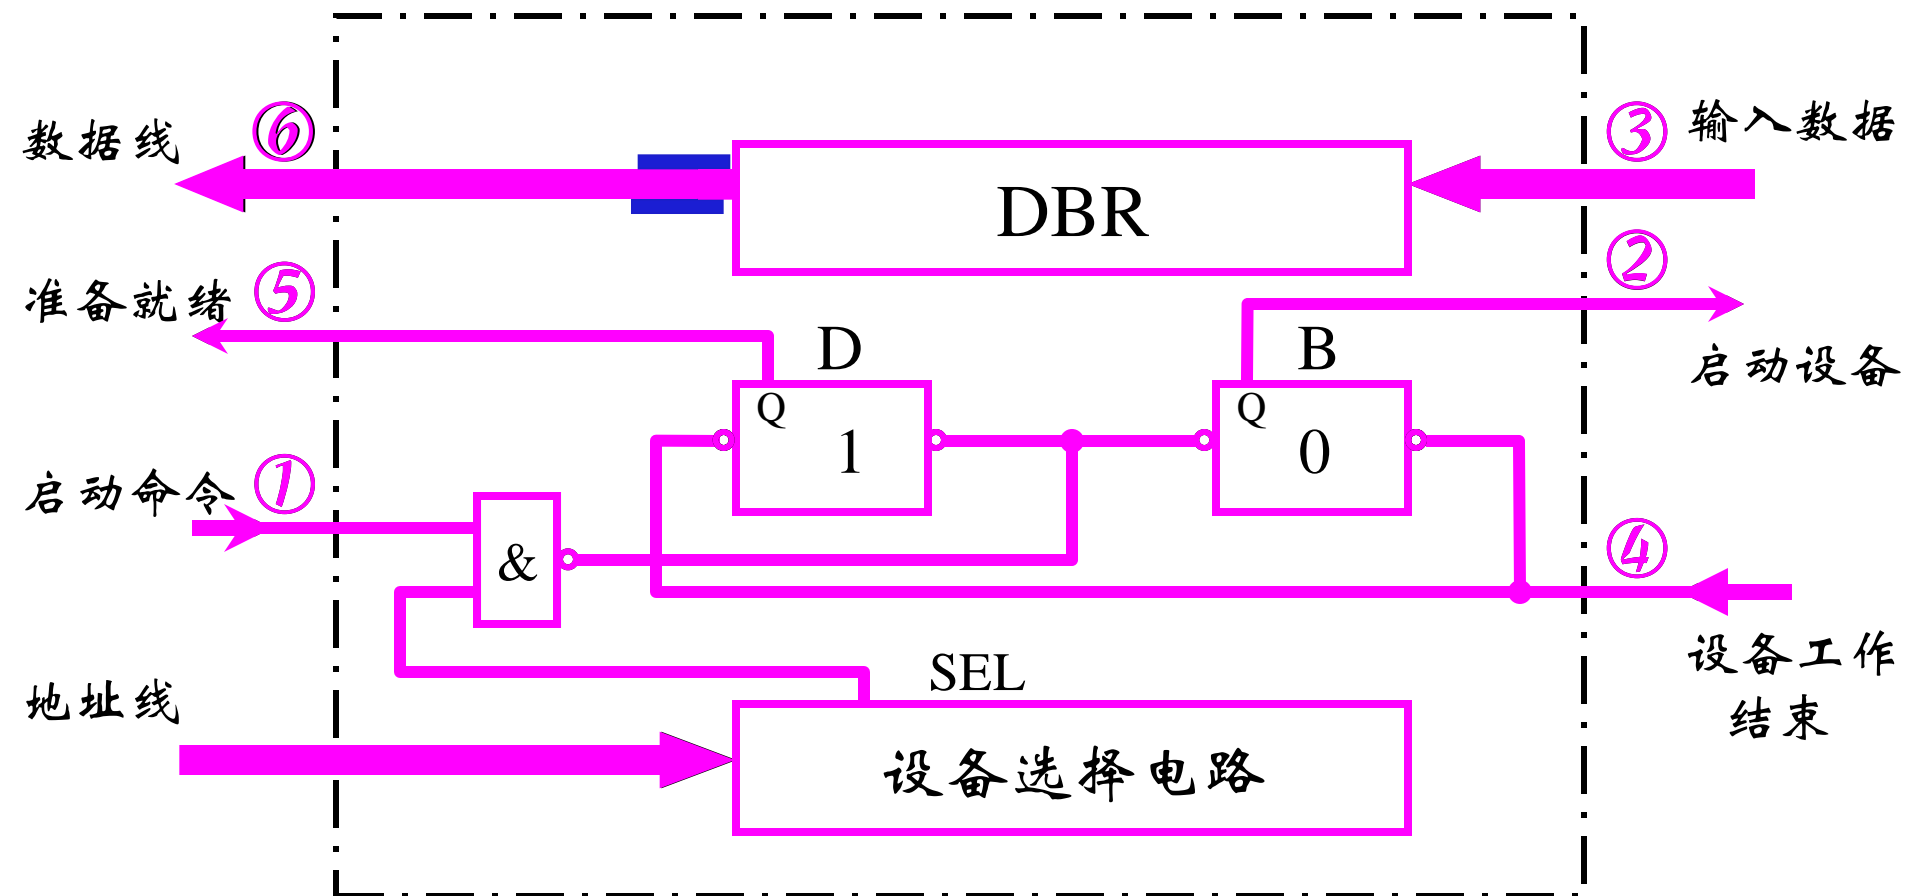 数据线
⑥
③
输入数据
DBR
②
准备就绪
⑤
D
B
启动设备
Q
1
Q
0
启动命令
①
&
④
设备工作
结束
SEL
地址线
设备选择电路